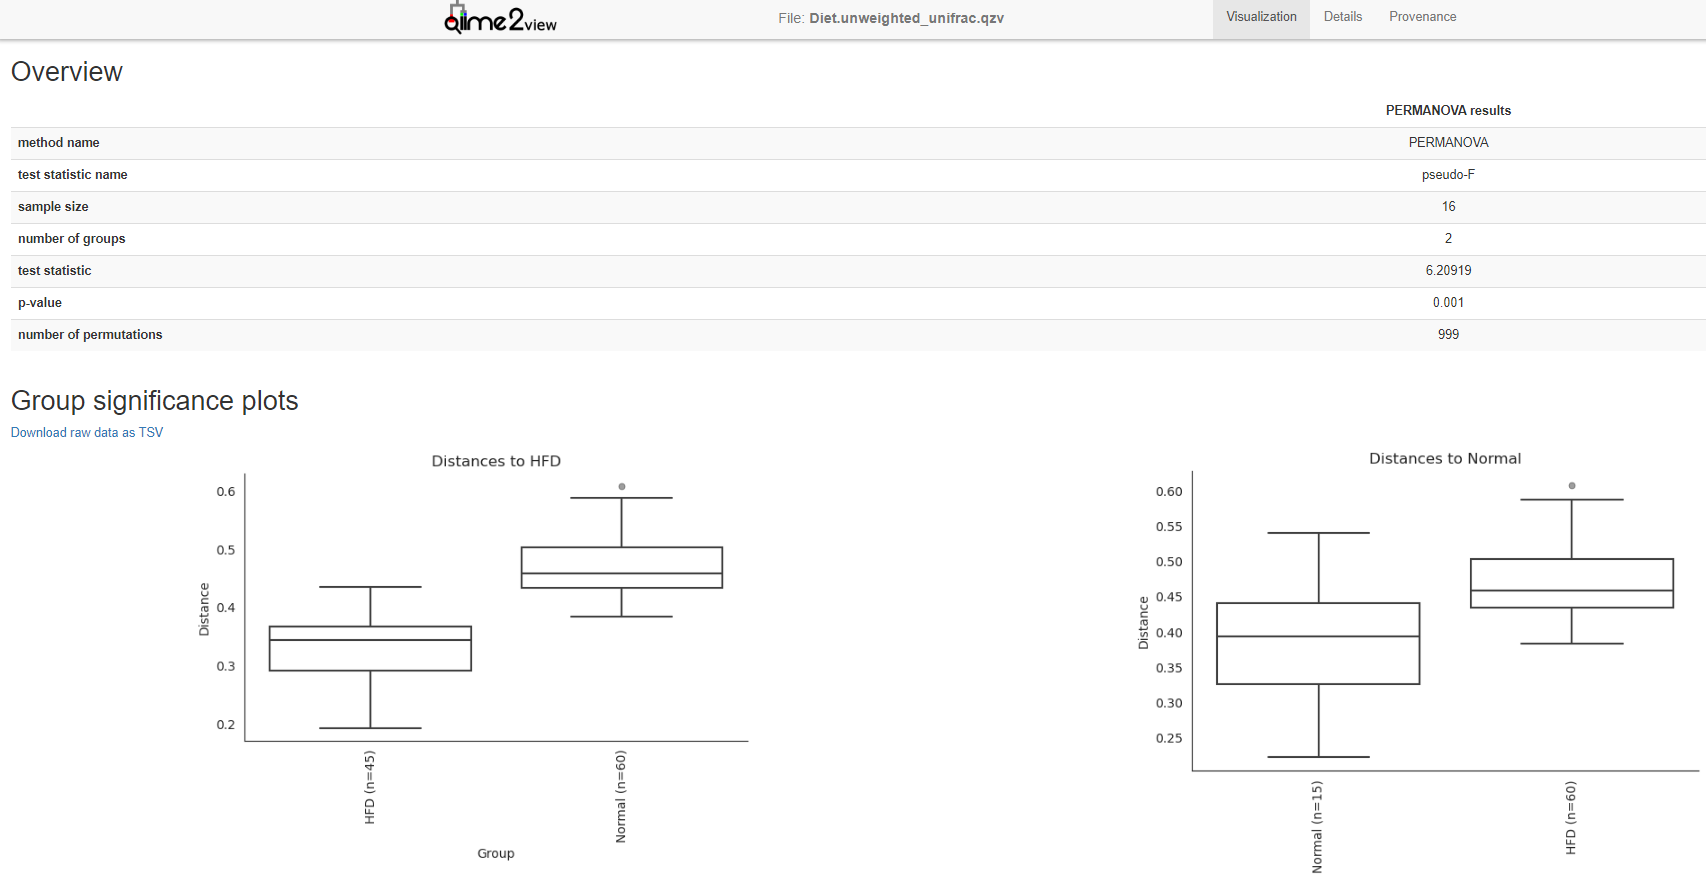 qiime2view
File: Diet.unweighted_unifrac.qzv
Visualization Details Provenance
Overview
PERMANOVA results
method name PERMANOVA
test statistic name pseudo-F
sample size 16
number of groups 2
test statistic 6.20919
p-value 0.001
number of permutations 999
Group significance plots
Download raw data as TSV
Distances to HFD
0.6
0.5
0.4
0.3
0.2
Distance
HFD (n=45)
Normal (n=60)
Group
Distances to Normal
0.60
0.55
0.50
0.45
0.40
0.35
0.30
0.25
Distance
Normal (n=15)
HFD (n=60)